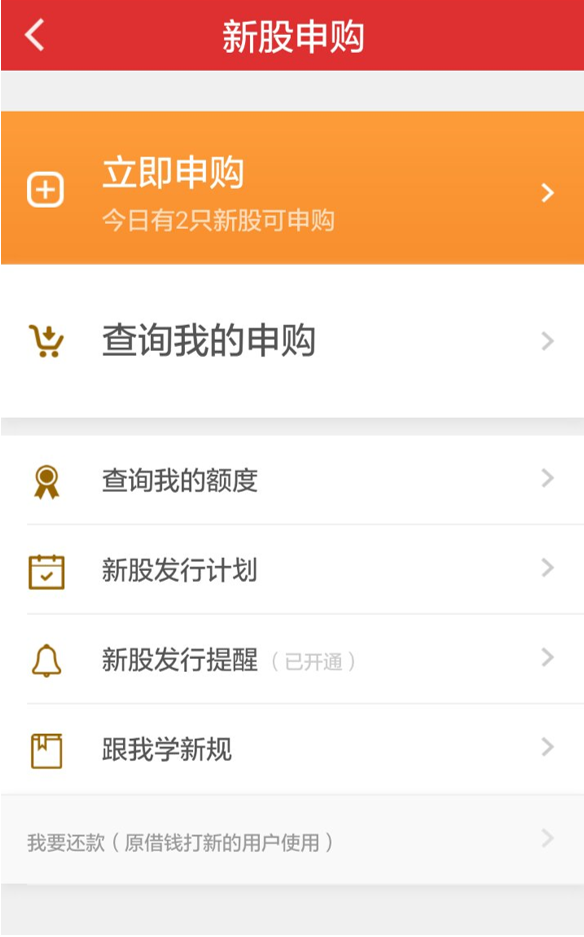 新股申购
立即申购
今日有2只新股可申购
查询我的申购
查询我的额度
新股发行计划
新股发行提醒（已开通）
跟我学新规
我要还款（原借钱打新的用户使用）